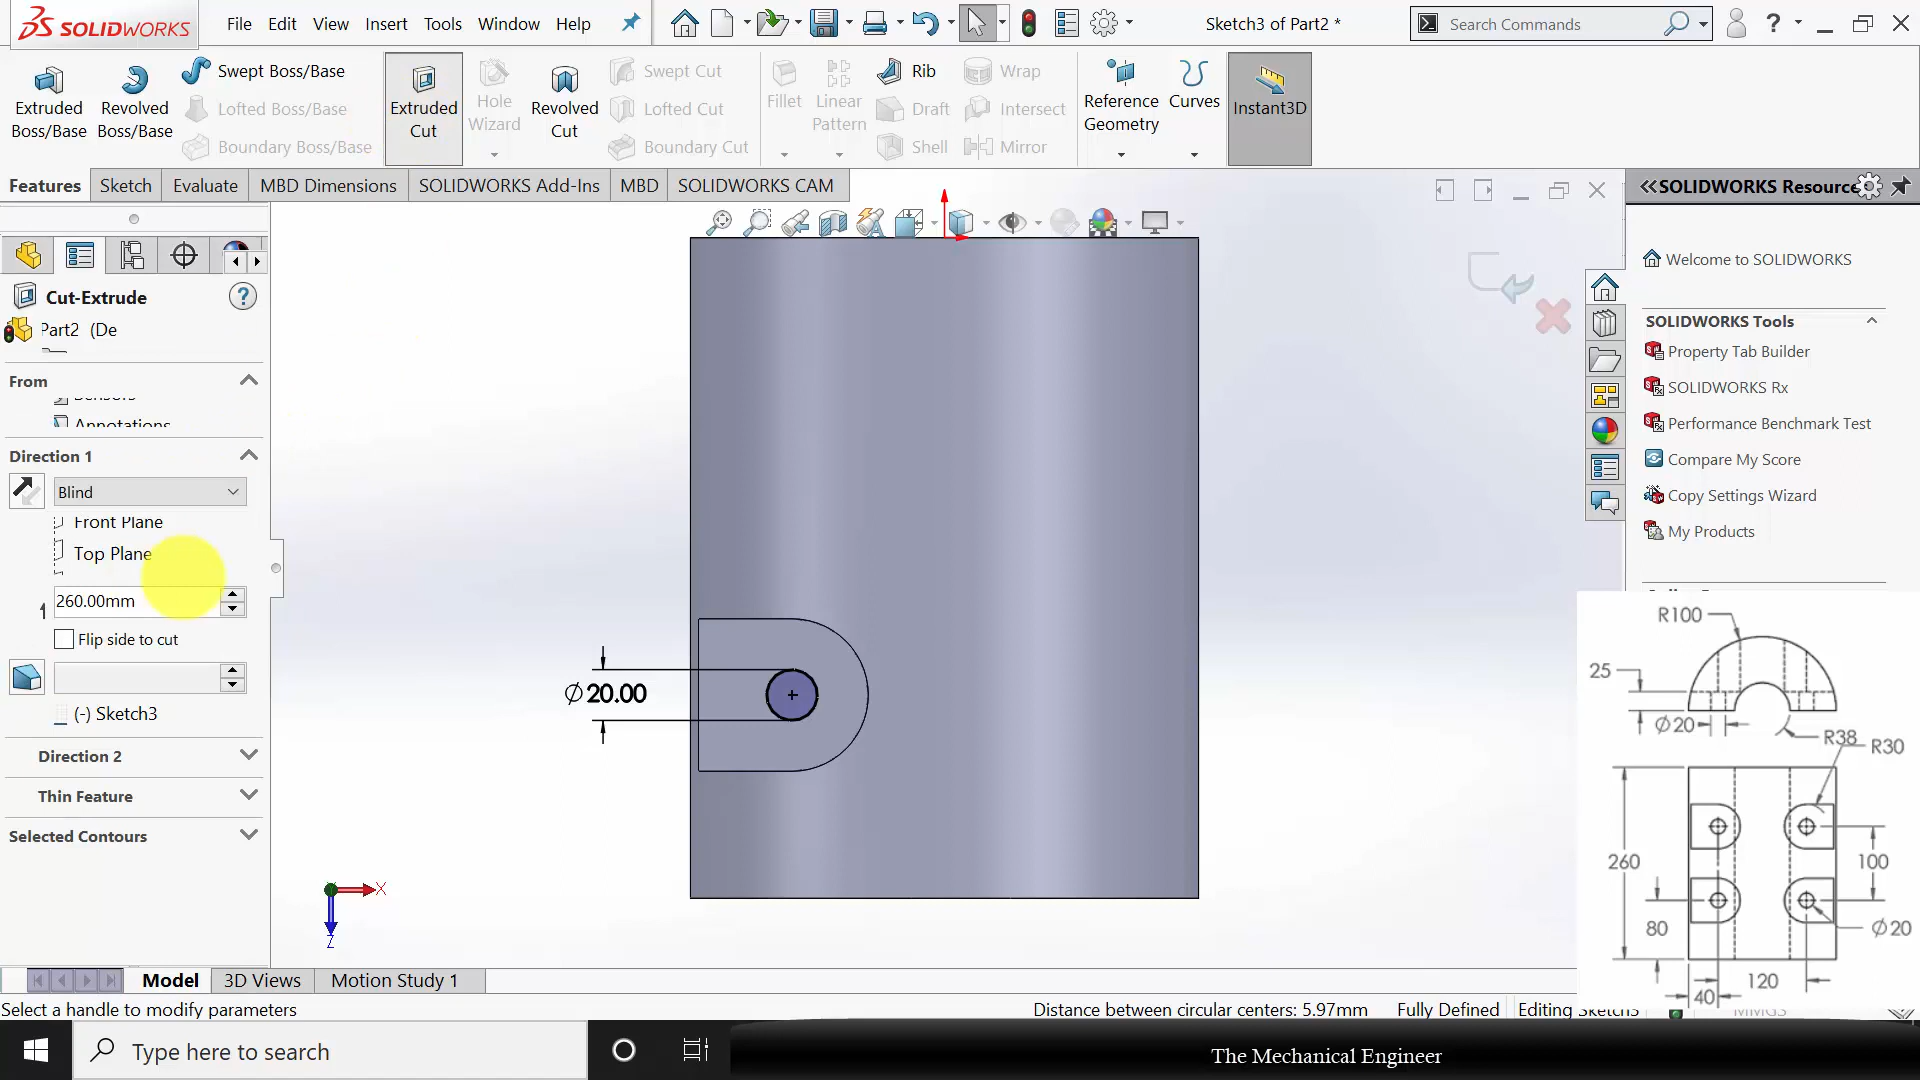 SOLIDWORKS
File Edit View Insert Tools Window Help
Sketch3 of Part2 *
Search Commands
Extruded Boss/Base
Revolved Boss/Base
Swept Boss/Base
Lofted Boss/Base
Boundary Boss/Base
Extruded Cut
Hole Wizard
Revolved Cut
Swept Cut
Lofted Cut
Boundary Cut
Fillet
Linear Pattern
Rib
Draft
Shell
Wrap
Intersect
Mirror
Reference Geometry
Curves
Instant3D
Features Sketch Evaluate MBD Dimensions SOLIDWORKS Add-Ins MBD SOLIDWORKS CAM
SOLIDWORKS Resource
Cut-Extrude
Part2 (De
From
Sensors
Annotations
Direction 1
Blind
Front Plane
Top Plane
260.00mm
Flip side to cut
(-) Sketch3
Direction 2
Thin Feature
Selected Contours
∅20.00
X
Z
Welcome to SOLIDWORKS
SOLIDWORKS Tools
Property Tab Builder
SOLIDWORKS Rx
Performance Benchmark Test
Compare My Score
Copy Settings Wizard
My Products
R100
25
∅20
R38
R30
260
100
80
∅20
120
40
Model 3D Views Motion Study 1
Select a handle to modify parameters
Distance between circular centers: 5.97mm Fully Defined Editing Sketch3
MMGS
Type here to search
The Mechanical Engineer